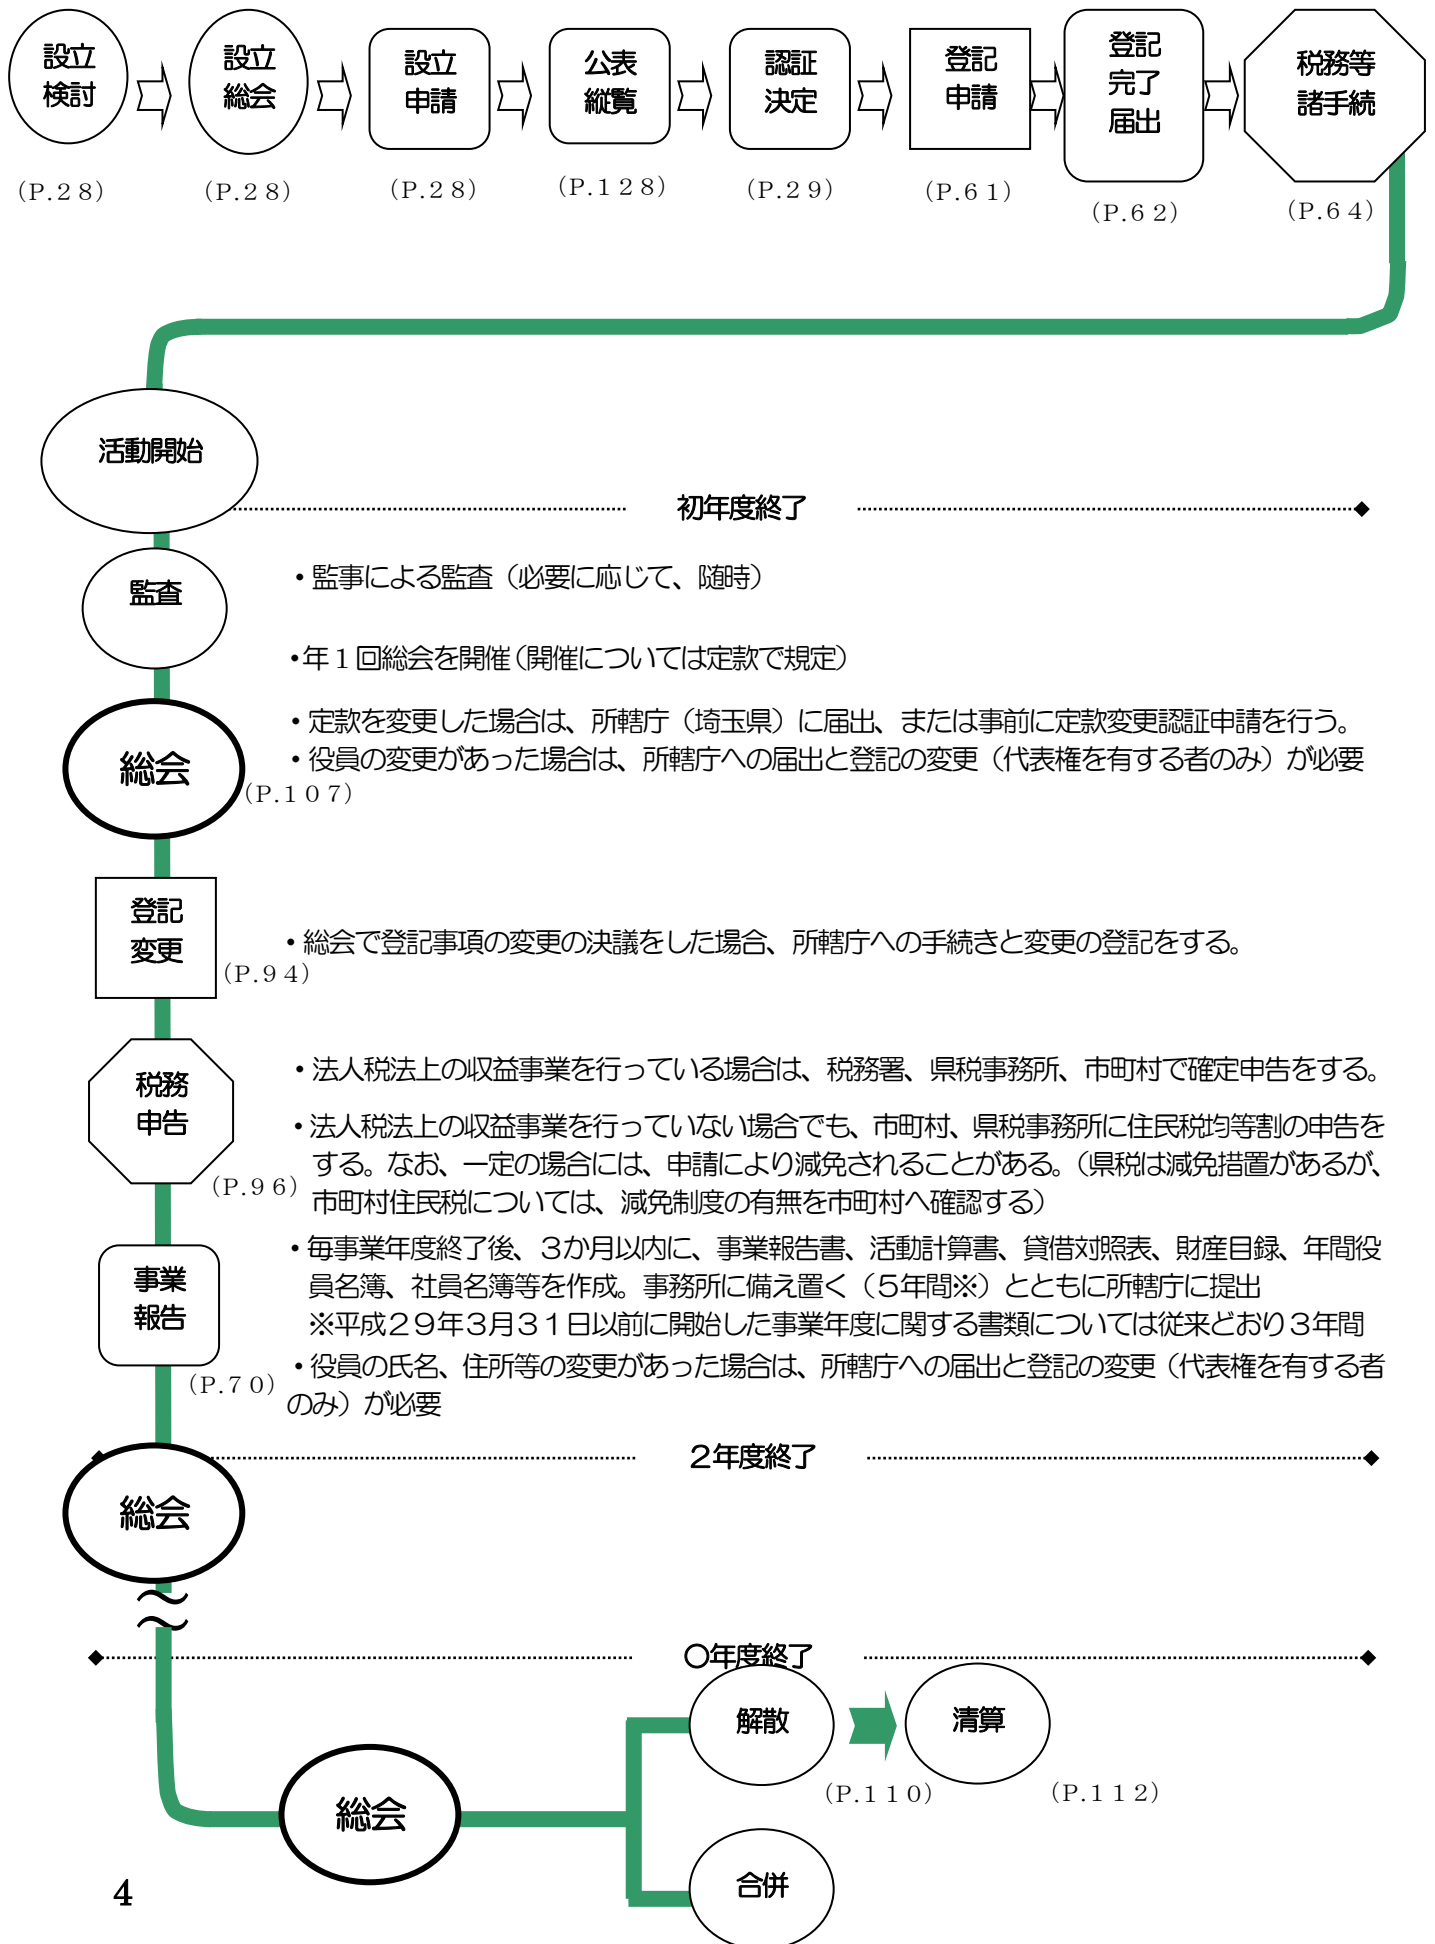 設立
検討
設立
総会
設立
申請
公表
縦覧
認証
決定
登記
申請
登記
完了
届出
税務等
諸手続
（P.２８）
（P.２８）
（P.２８）
（P.１２８）
（P.２９）
（P.６１）
（P.６２）
（P.６４）
活動開始
初年度終了
監査
・監事による監査（必要に応じて、随時）
・年１回総会を開催（開催については定款で規定）
・定款を変更した場合は、所轄庁（埼玉県）に届出、または事前に定款変更認証申請を行う。
・役員の変更があった場合は、所轄庁への届出と登記の変更（代表権を有する者のみ）が必要
総会
（P.１０７）
登記
変更
・総会で登記事項の変更の決議をした場合、所轄庁への手続きと変更の登記をする。
（P.９４）
税務
申告
・法人税法上の収益事業を行っている場合は、税務署、県税事務所、市町村で確定申告をする。
・法人税法上の収益事業を行っていない場合でも、市町村、県税事務所に住民税均等割の申告を
する。なお、一定の場合には、申請により減免されることがある。（県税は減免措置があるが、
市町村住民税については、減免制度の有無を市町村へ確認する）
（P.９６）
事業
報告
・毎事業年度終了後、３か月以内に、事業報告書、活動計算書、貸借対照表、財産目録、年間役
員名簿、社員名簿等を作成。事務所に備え置く（５年間※）とともに所轄庁に提出
※平成２９年３月３１日以前に開始した事業年度に関する書類については従来どおり３年間
・役員の氏名、住所等の変更があった場合は、所轄庁への届出と登記の変更（代表権を有する者
のみ）が必要
（P.７０）
２年度終了
総会
〇年度終了
解散
清算
（P.１１０）
（P.１１２）
総会
合併
4